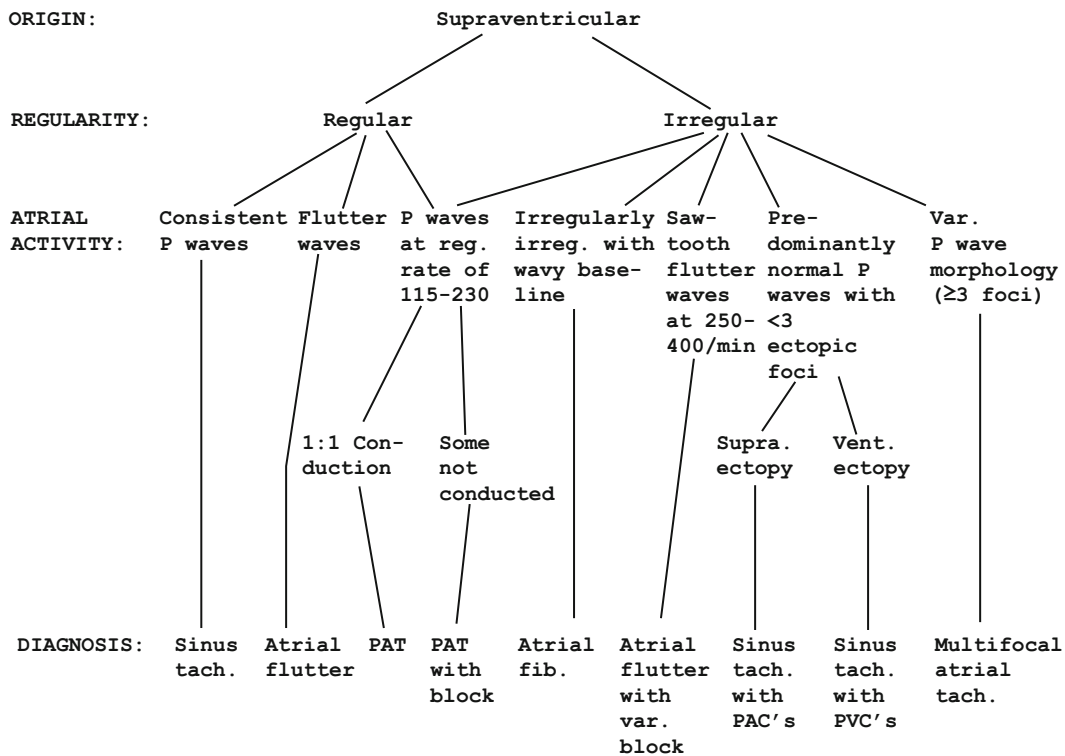 ORIGIN: Supraventricular
REGULARITY: Regular Irregular
ATRIAL ACTIVITY:
Consistent
P waves
Flutter
waves
P waves
at reg.
rate of
115-230
Irregularly
irreg. with
wavy base-
line
Saw-
tooth
flutter
waves
at 250-
400/min
Pre-
dominantly
normal P
waves with
<3
ectopic
foci
Var.
P wave
morphology
(≥3 foci)
1:1 Con-
duction
Some
not
conducted
Supra.
ectopy
Vent.
ectopy
DIAGNOSIS:
Sinus
tach.
Atrial
flutter
PAT
PAT
with
block
Atrial
fib.
Atrial
flutter
with
var.
block
Sinus
tach.
with
PAC's
Sinus
tach.
with
PVC's
Multifocal
atrial
tach.